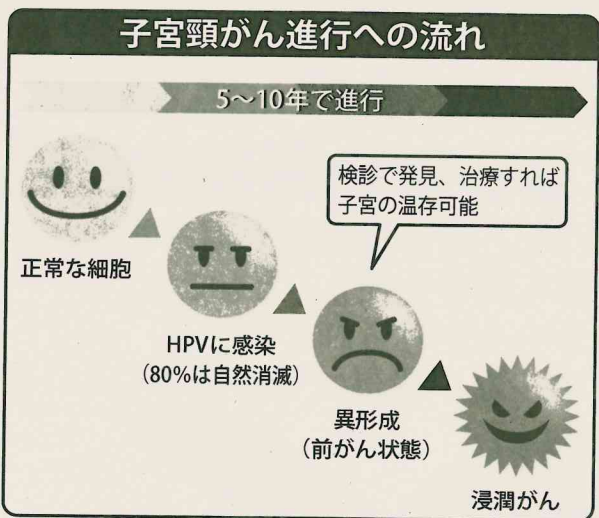 子宮頸がん進行への流れ
5～10年で進行
検診で発見、治療すれば
子宮の温存可能
正常な細胞
HPVに感染
（80％は自然消滅）
異形成
（前がん状態）
浸潤がん